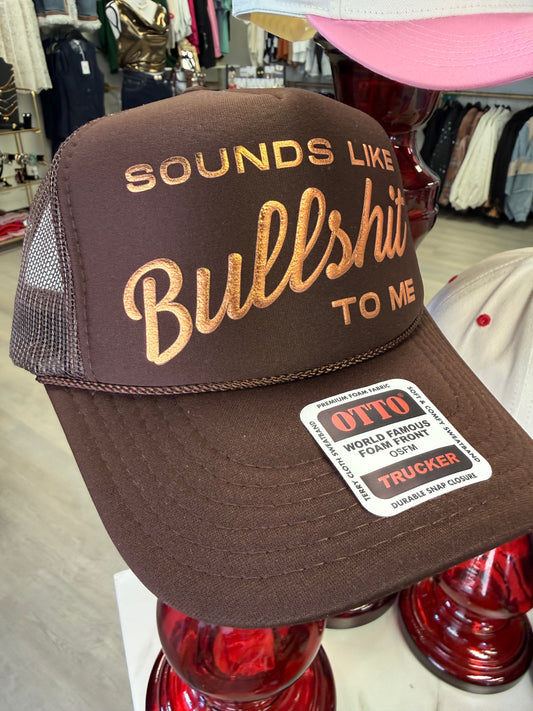 SOUNDS LIKE
Bullshit
TO ME
PREMIUM FOAM FABRIC
SOFT & COMFY SWEATBAND
OTTO®
WORLD FAMOUS
FOAM FRONT
OSFM
TRUCKER
TERRY CLOTH SWEATBAND
DURABLE SNAP CLOSURE